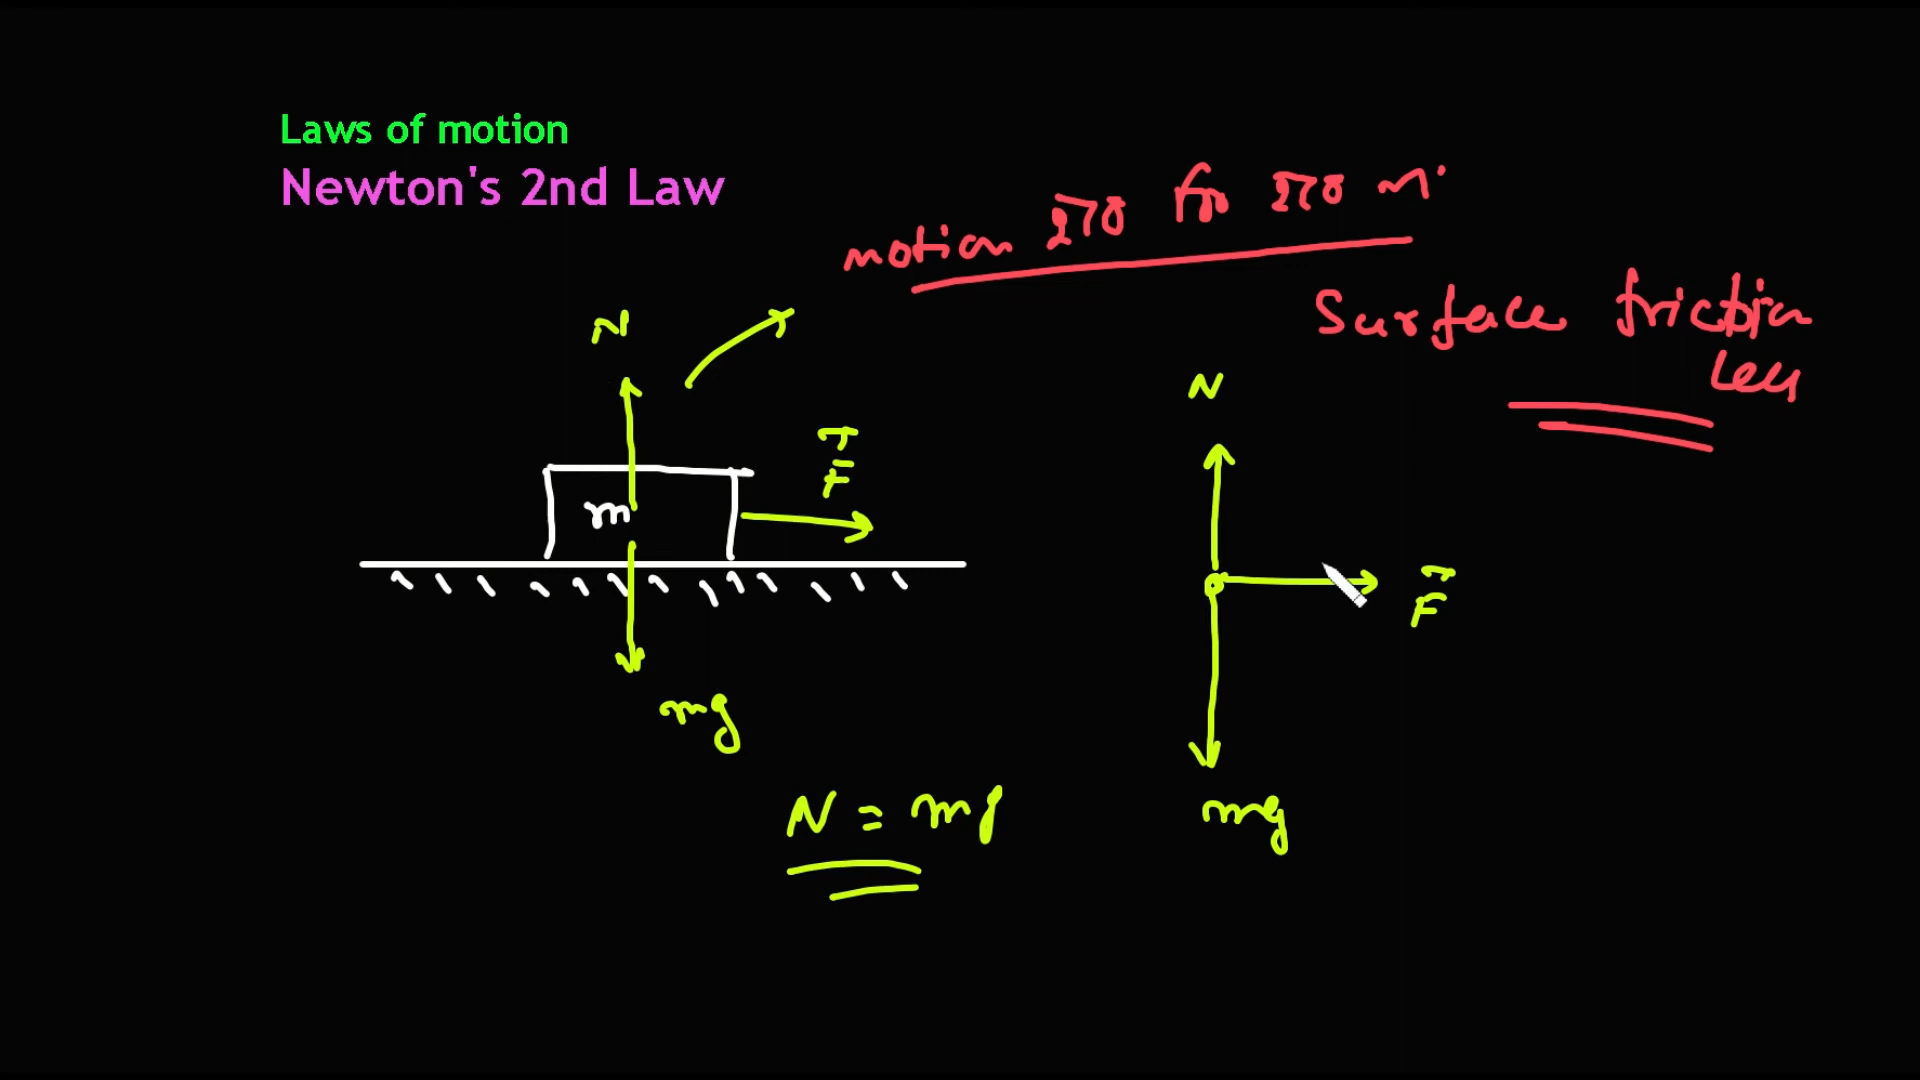 Laws of motion
Newton's 2nd Law
motion
Surface friction
less
N
F
m
mg
N = mg
N
F
mg